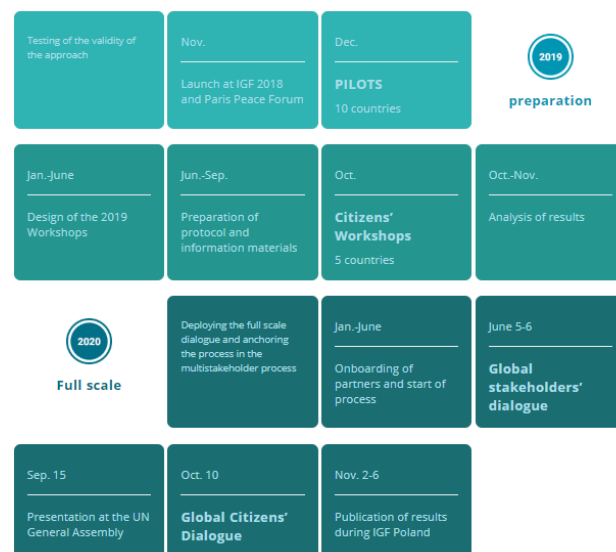 Testing of the validity of
the approach
Nov.
Launch at IGF 2018
and Paris Peace Forum
Dec.
PILOTS
10 countries
2019
preparation
Jan.-June
Design of the 2019
Workshops
Jun.-Sep.
Preparation of
protocol and
information materials
Oct.
Citizens’
Workshops
5 countries
Oct.-Nov.
Analysis of results
2020
Full scale
Deploying the full scale
dialogue and anchoring
the process in the
multistakeholder process
Jan.-June
Onboarding of
partners and start of
process
June 5-6
Global
stakeholders’
dialogue
Sep. 15
Presentation at the UN
General Assembly
Oct. 10
Global Citizens’
Dialogue
Nov. 2-6
Publication of results
during IGF Poland